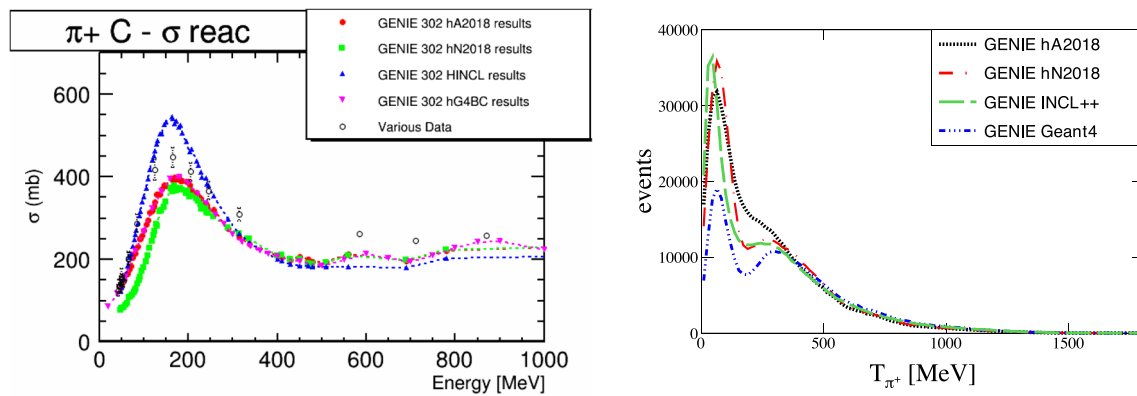 π+ C - σ reac
GENIE 302 hA2018 results
GENIE 302 hN2018 results
GENIE 302 HINCL results
GENIE 302 hG4BC results
Various Data
σ (mb)
600
400
200
0
0 200 400 600 800 1000
Energy [MeV]
GENIE hA2018
GENIE hN2018
GENIE INCL++
GENIE Geant4
events
40000
30000
20000
10000
0
0 500 1000 1500
Tπ+ [MeV]